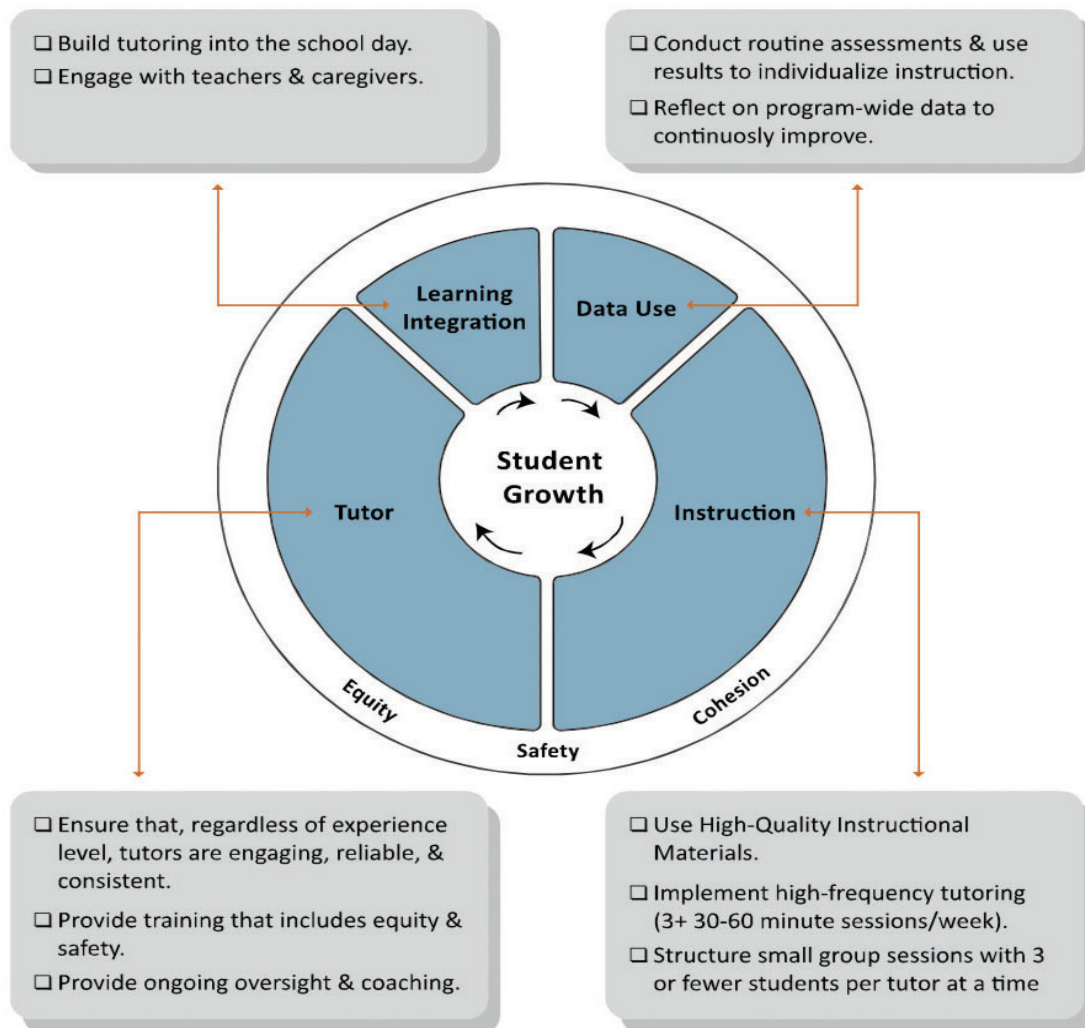 ❑ Build tutoring into the school day.
❑ Engage with teachers & caregivers.
❑ Conduct routine assessments & use
results to individualize instruction.
❑ Reflect on program-wide data to
continuosly improve.
Learning
Integration
Data Use
Student
Growth
Tutor
Instruction
Equity
Safety
Cohesion
❑ Ensure that, regardless of experience
level, tutors are engaging, reliable, &
consistent.
❑ Provide training that includes equity &
safety.
❑ Provide ongoing oversight & coaching.
❑ Use High-Quality Instructional
Materials.
❑ Implement high-frequency tutoring
(3+ 30-60 minute sessions/week).
❑ Structure small group sessions with 3
or fewer students per tutor at a time